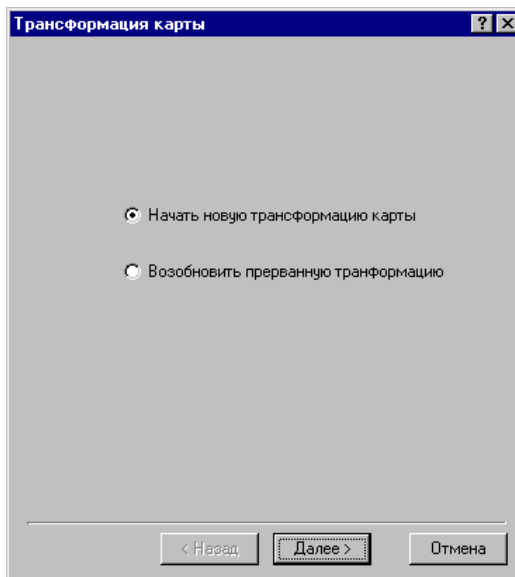 Трансформация карты
Начать новую трансформацию карты
Возобновить прерванную транформацию
< Назад
Далее >
Отмена